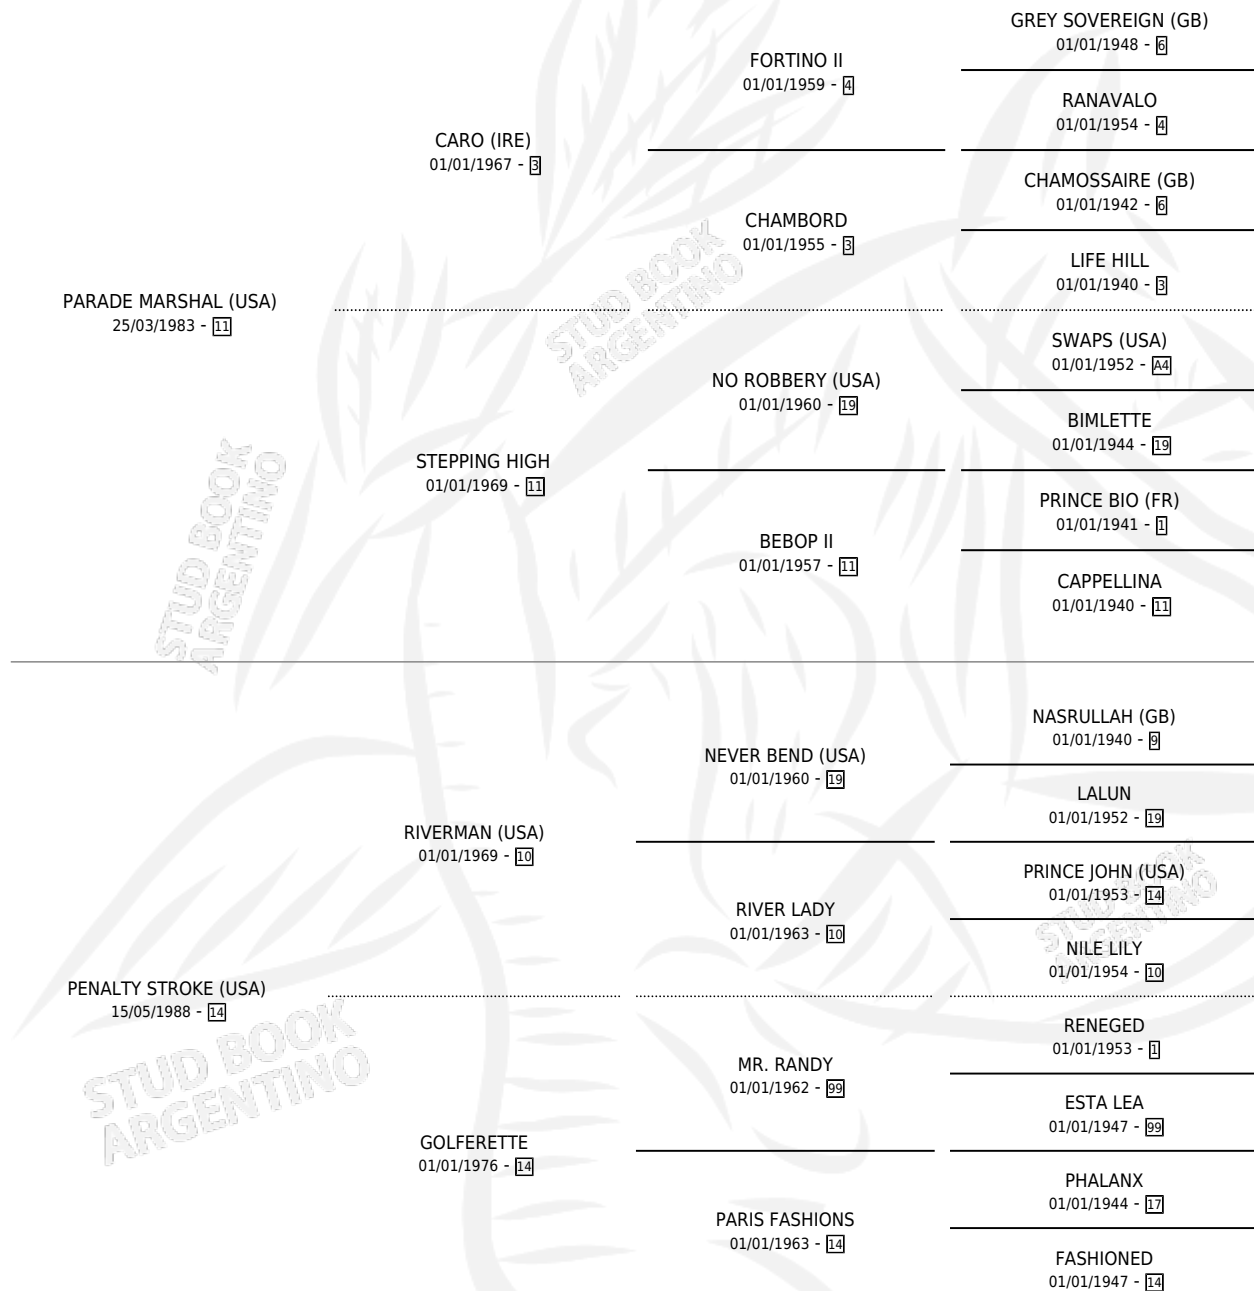 GREY SOVEREIGN (GB)
01/01/1948 - 6
FORTINO II
01/01/1959 - 4
RANAVALO
01/01/1954 - 4
CARO (IRE)
01/01/1967 - 3
CHAMOSSAIRE (GB)
01/01/1942 - 6
CHAMBORD
01/01/1955 - 3
LIFE HILL
01/01/1940 - 3
PARADE MARSHAL (USA)
25/03/1983 - 11
SWAPS (USA)
01/01/1952 - A4
NO ROBBERY (USA)
01/01/1960 - 19
BIMLETTE
01/01/1944 - 19
STEPPING HIGH
01/01/1969 - 11
PRINCE BIO (FR)
01/01/1941 - 1
BEBOP II
01/01/1957 - 11
CAPPELLINA
01/01/1940 - 11
NASRULLAH (GB)
01/01/1940 - 9
NEVER BEND (USA)
01/01/1960 - 19
LALUN
01/01/1952 - 19
RIVERMAN (USA)
01/01/1969 - 10
PRINCE JOHN (USA)
01/01/1953 - 14
RIVER LADY
01/01/1963 - 10
NILE LILY
01/01/1954 - 10
PENALTY STROKE (USA)
15/05/1988 - 14
RENEGED
01/01/1953 - 1
MR. RANDY
01/01/1962 - 99
ESTA LEA
01/01/1947 - 99
GOLFERETTE
01/01/1976 - 14
PHALANX
01/01/1944 - 17
PARIS FASHIONS
01/01/1963 - 14
FASHIONED
01/01/1947 - 14
STUD BOOK
ARGENTINO
STUD BOOK
ARGENTINO
STUD BOOK
ARGENTINO
STUD BOOK
ARGENTINO